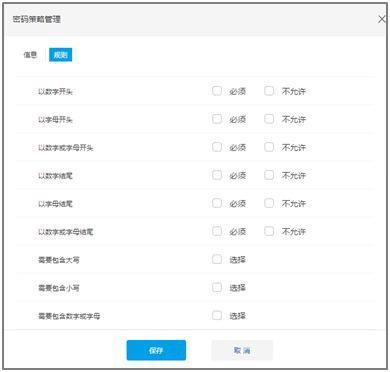 密码策略管理
信息 规则
以数字开头 必须 不允许
以字母开头 必须 不允许
以数字或字母开头 必须 不允许
以数字结尾 必须 不允许
以字母结尾 必须 不允许
以数字或字母结尾 必须 不允许
需要包含大写 选择
需要包含小写 选择
需要包含数字或字母 选择
保存 取消